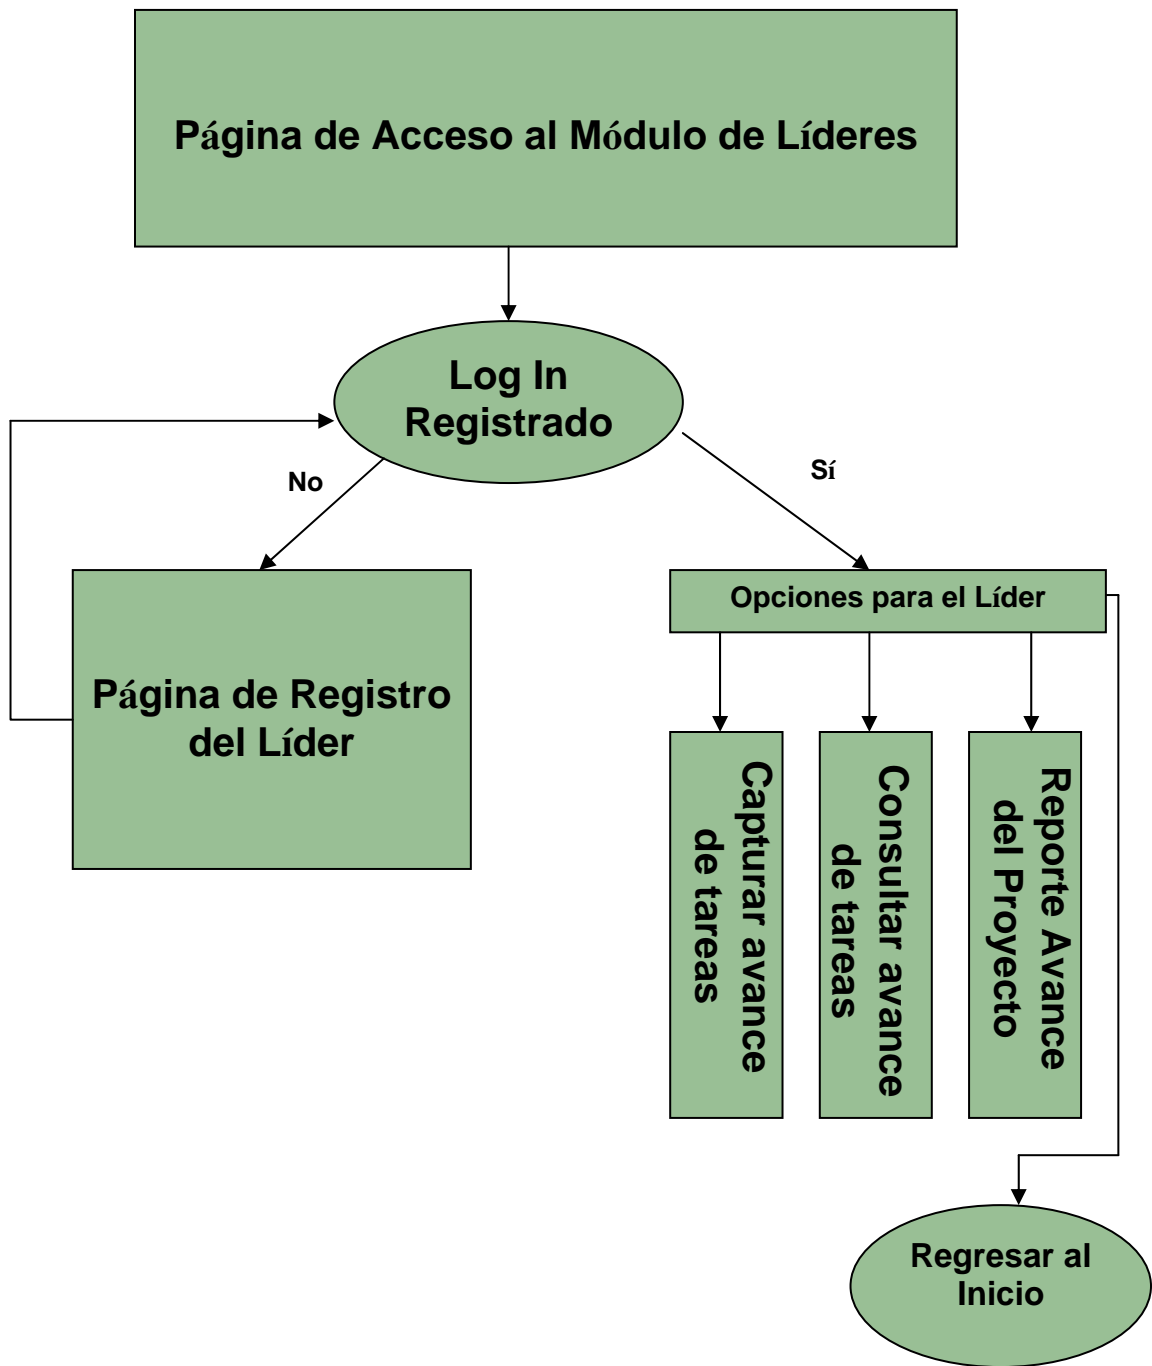 Página de Acceso al Módulo de Líderes
Log In
Registrado
No
Sí
Opciones para el Líder
Página de Registro
del Líder
Capturar avance
de tareas
Consultar avance
de tareas
Reporte Avance
del Proyecto
Regresar al
Inicio